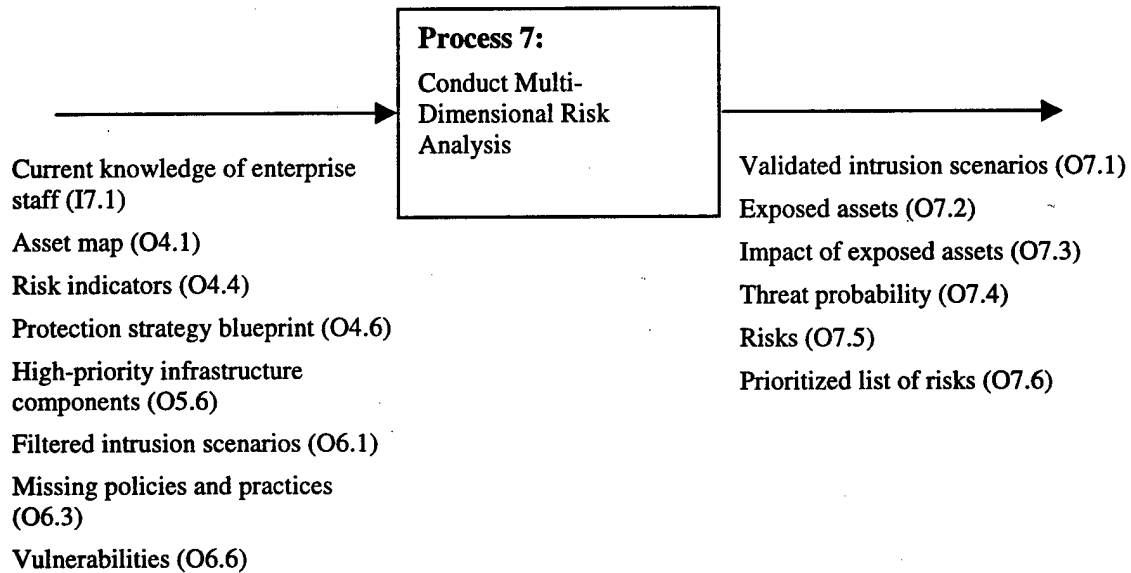 Process 7:
Conduct Multi-
Dimensional Risk
Analysis
Current knowledge of enterprise
staff (I7.1)
Asset map (O4.1)
Risk indicators (O4.4)
Protection strategy blueprint (O4.6)
High-priority infrastructure
components (O5.6)
Filtered intrusion scenarios (O6.1)
Missing policies and practices
(O6.3)
Vulnerabilities (O6.6)
Validated intrusion scenarios (O7.1)
Exposed assets (O7.2)
Impact of exposed assets (O7.3)
Threat probability (O7.4)
Risks (O7.5)
Prioritized list of risks (O7.6)